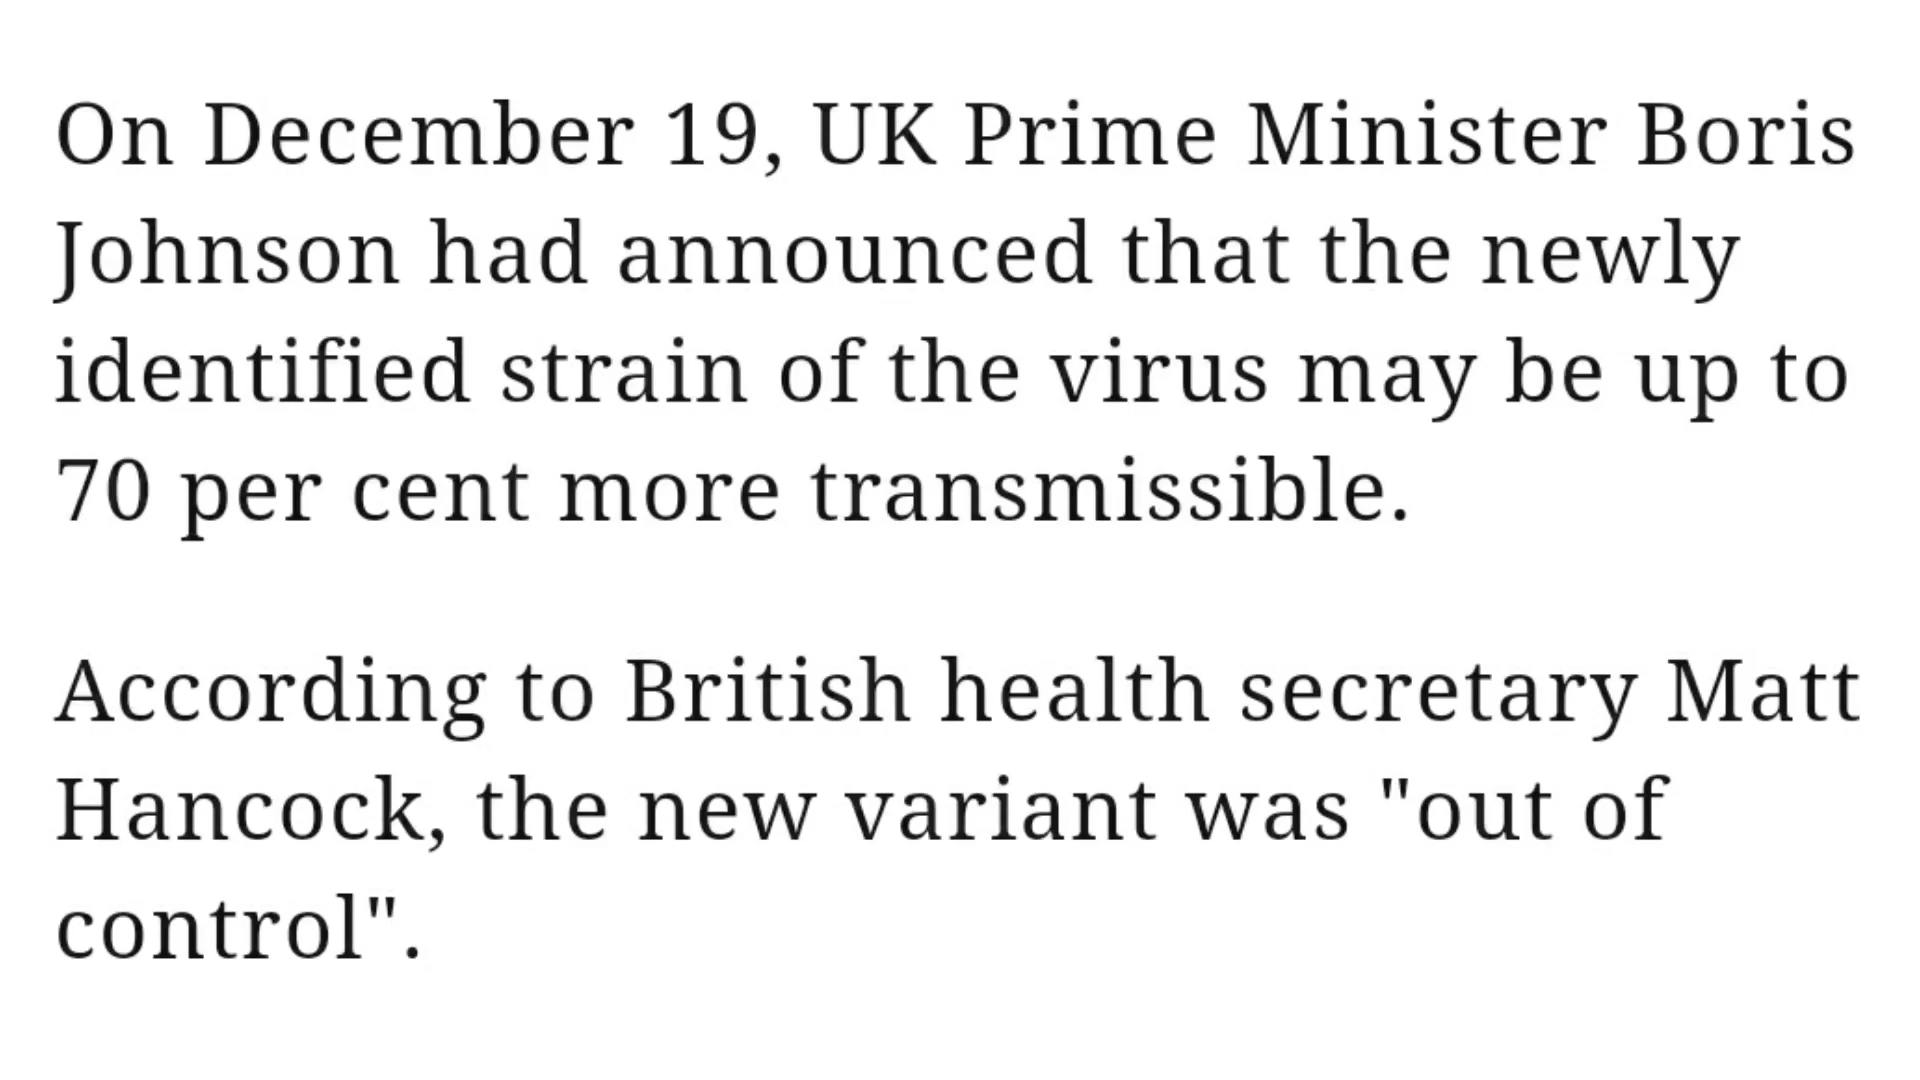 On December 19, UK Prime Minister Boris
Johnson had announced that the newly
identified strain of the virus may be up to
70 per cent more transmissible.
According to British health secretary Matt
Hancock, the new variant was "out of
control".